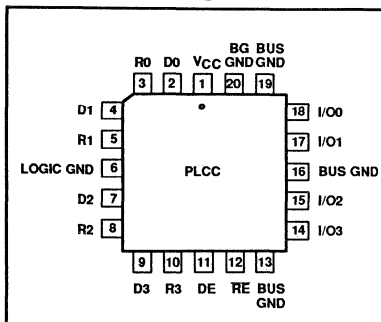 BG BUS
R0 D0 VCC GND GND
3 2 1 20 19
D1 4 18 I/O0
R1 5 17 I/O1
LOGIC GND 6 PLCC 16 BUS GND
D2 7 15 I/O2
R2 8 14 I/O3
9 10 11 12 13
D3 R3 DE RE BUS
GND